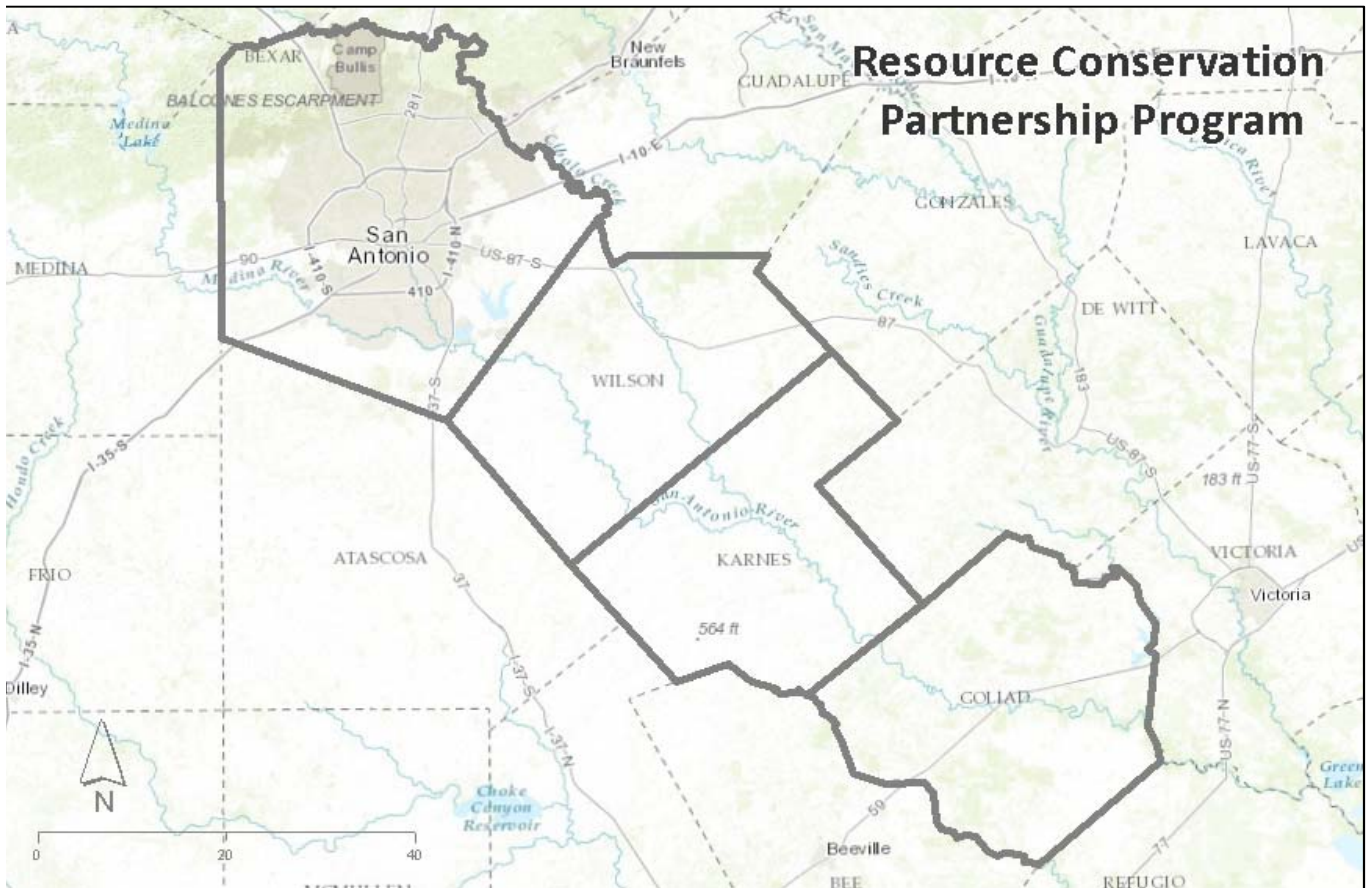 Resource Conservation
Partnership Program
A
BEXAR
Camp
Bullis
New
Braunfels
GUADALUPE
BALCONES ESCARPMENT
281
Medina
Lake
Cibolo Creek
I-10-E
GONZALES
LAVACA
San
Antonio
I-410-N
US-87-S
90
I-410-S
Medina River
410
MEDINA
Sandies Creek
DE WITT
87
Guadalupe River
183
WILSON
37-S
Hondo Creek
I-35-S
US-87-S
US-77-S
183 ft
San Antonio River
ATASCOSA
KARNES
VICTORIA
US
Victoria
FRIO
564 ft
I-35-N
Dilley
I-37-S
37
GOLIAD
US-77-N
I-37-N
N
Green
Lake
Choke
Canyon
Reservoir
59
0
20
40
Beeville
77
BEE
REFUGIO
MCMULLEN